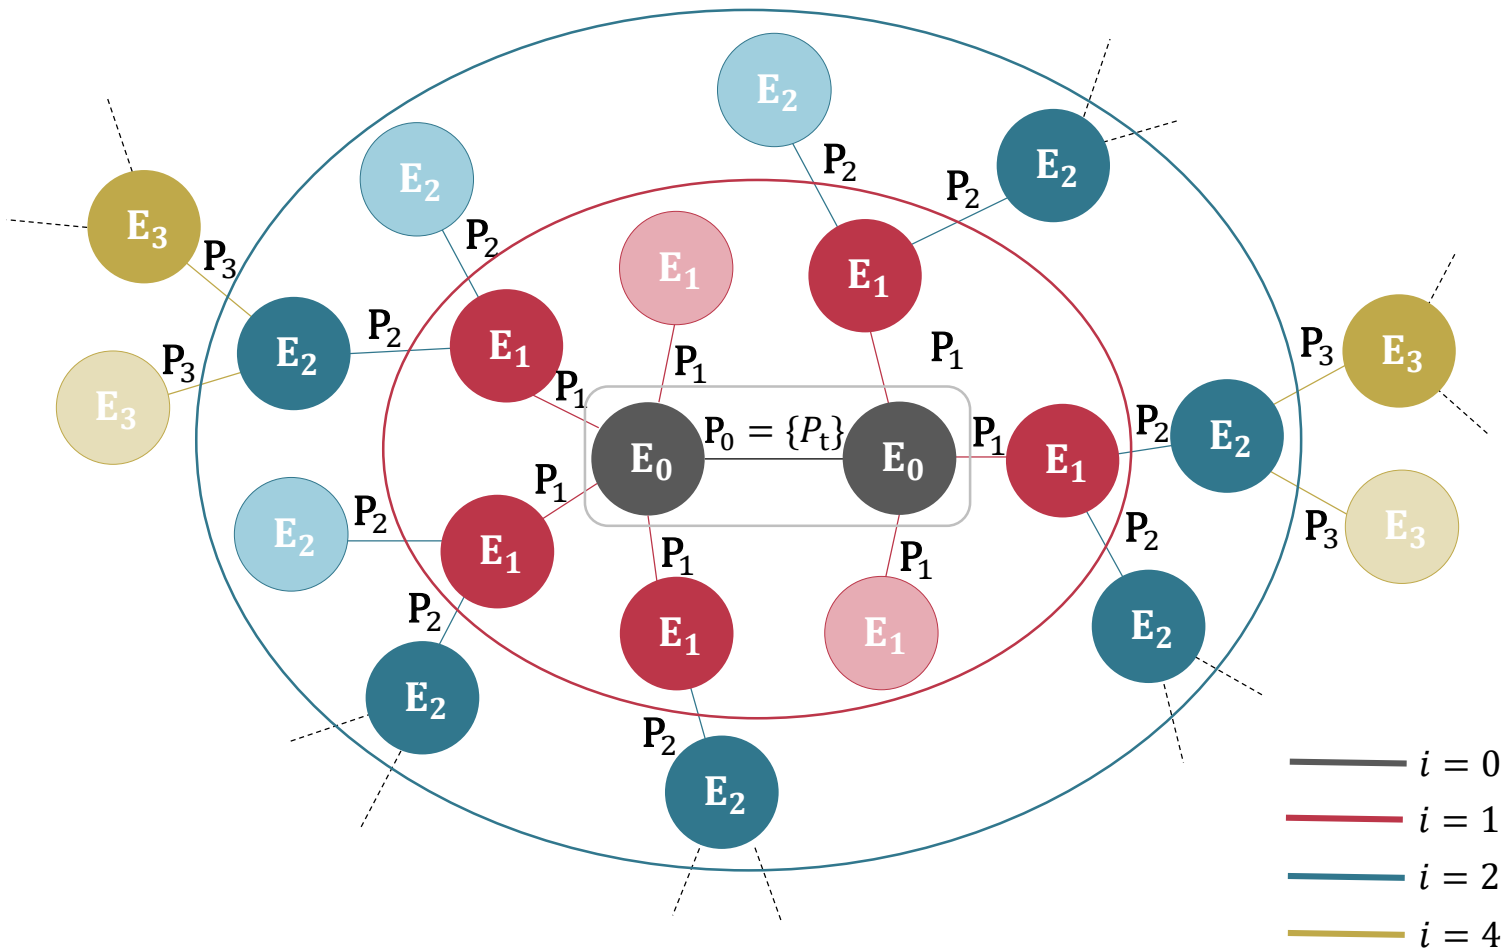 E₂
P₂
E₂
P₂
E₂
P₂
E₃
P₃
E₁
E₁
P₂
E₂
P₂
E₁
P₁
P₁
P₁
E₃
P₃
E₃
P₃
E₀
P₀ = {Pₜ}
E₀
P₁
E₁
P₂
E₂
P₃
E₃
P₁
E₂
P₂
E₁
P₁
P₁
P₂
P₂
E₁
E₁
E₂
E₂
P₂
E₂
i = 0
i = 1
i = 2
i = 4